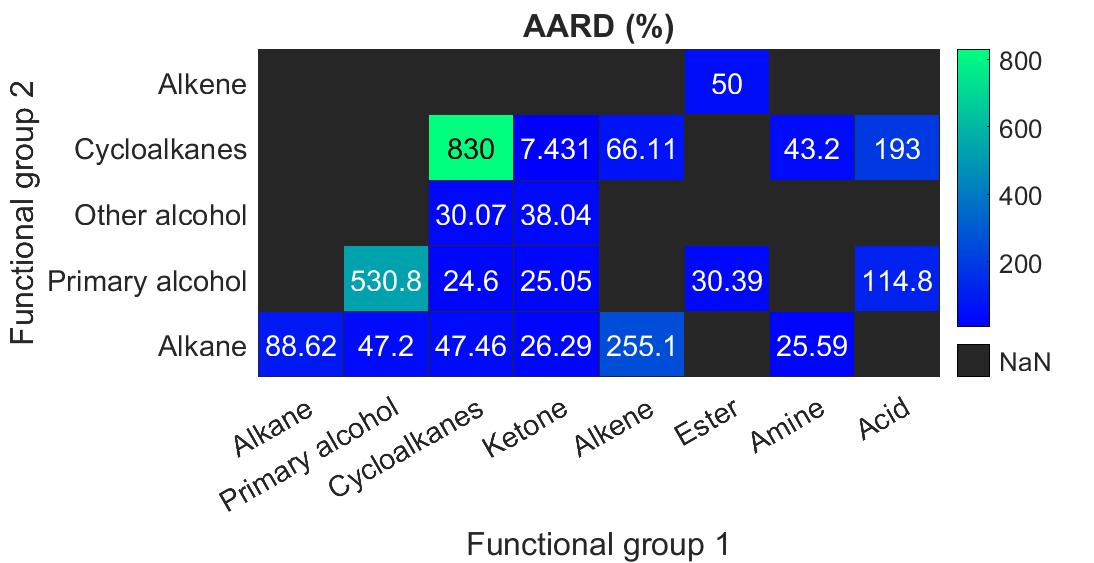 AARD (%)
Functional group 2
Alkene
50
Cycloalkanes
830 7.431 66.11 43.2 193
Other alcohol
30.07 38.04
Primary alcohol
530.8 24.6 25.05 30.39 114.8
Alkane
88.62 47.2 47.46 26.29 255.1 25.59
Alkane
Primary alcohol
Cycloalkanes
Ketone
Alkene
Ester
Amine
Acid
Functional group 1
800
600
400
200
NaN